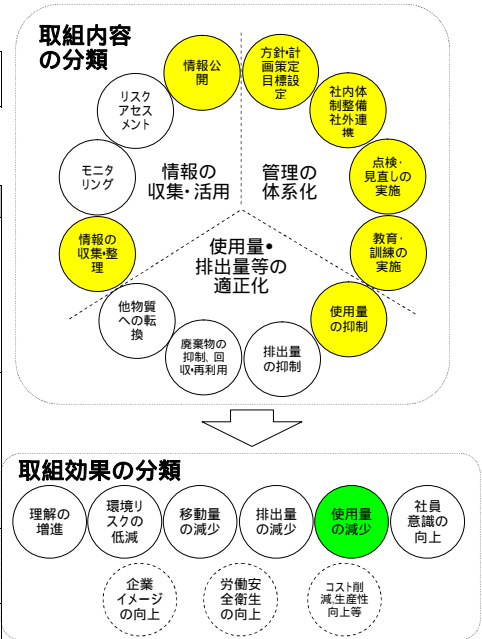 取組内容
の分類
情報公
開
方針・計
画策定
目標設
定
社内体
制整備
社外連
携
点検・
見直しの
実施
教育・
訓練の
実施
使用量
の抑制
排出量
の抑制
廃棄物の
抑制、回
収・再利用
他物質
への転
換
情報の
収集・整
理
モニタ
リング
リスク
アセス
メント
情報の
収集・活用
管理の
体系化
使用量・
排出量等の
適正化
取組効果の分類
理解の
増進
環境リ
スクの
低減
移動量
の減少
排出量
の減少
使用量
の減少
社員
意識の
向上
企業
イメージ
の向上
労働安
全衛生
の向上
コスト削
減、生産性
向上等